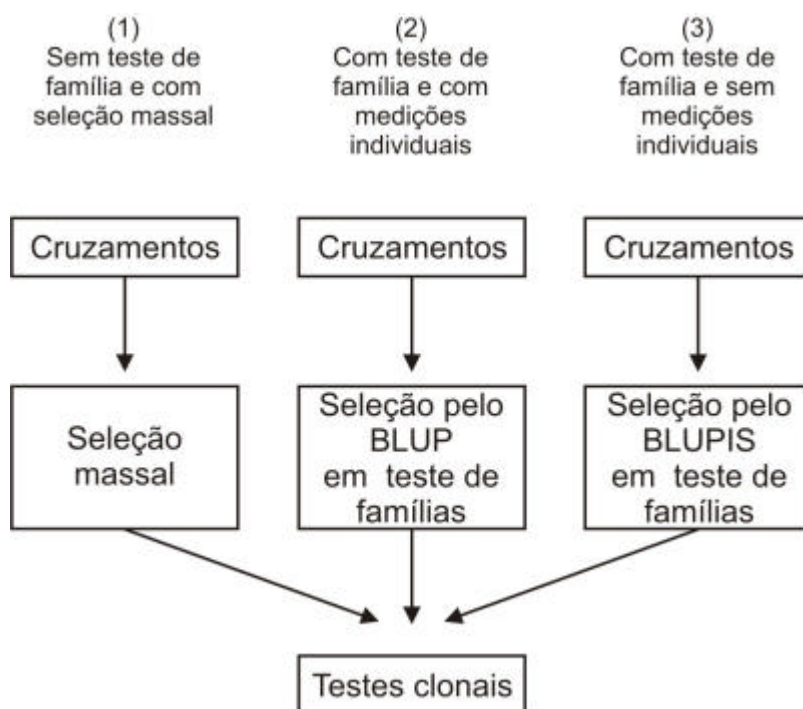 (1)
Sem teste de
família e com
seleção massal
(2)
Com teste de
família e com
medições
individuais
(3)
Com teste de
família e sem
medições
individuais
Cruzamentos
Cruzamentos
Cruzamentos
Seleção
massal
Seleção pelo
BLUP
em teste de
famílias
Seleção pelo
BLUPIS
em teste de
famílias
Testes clonais